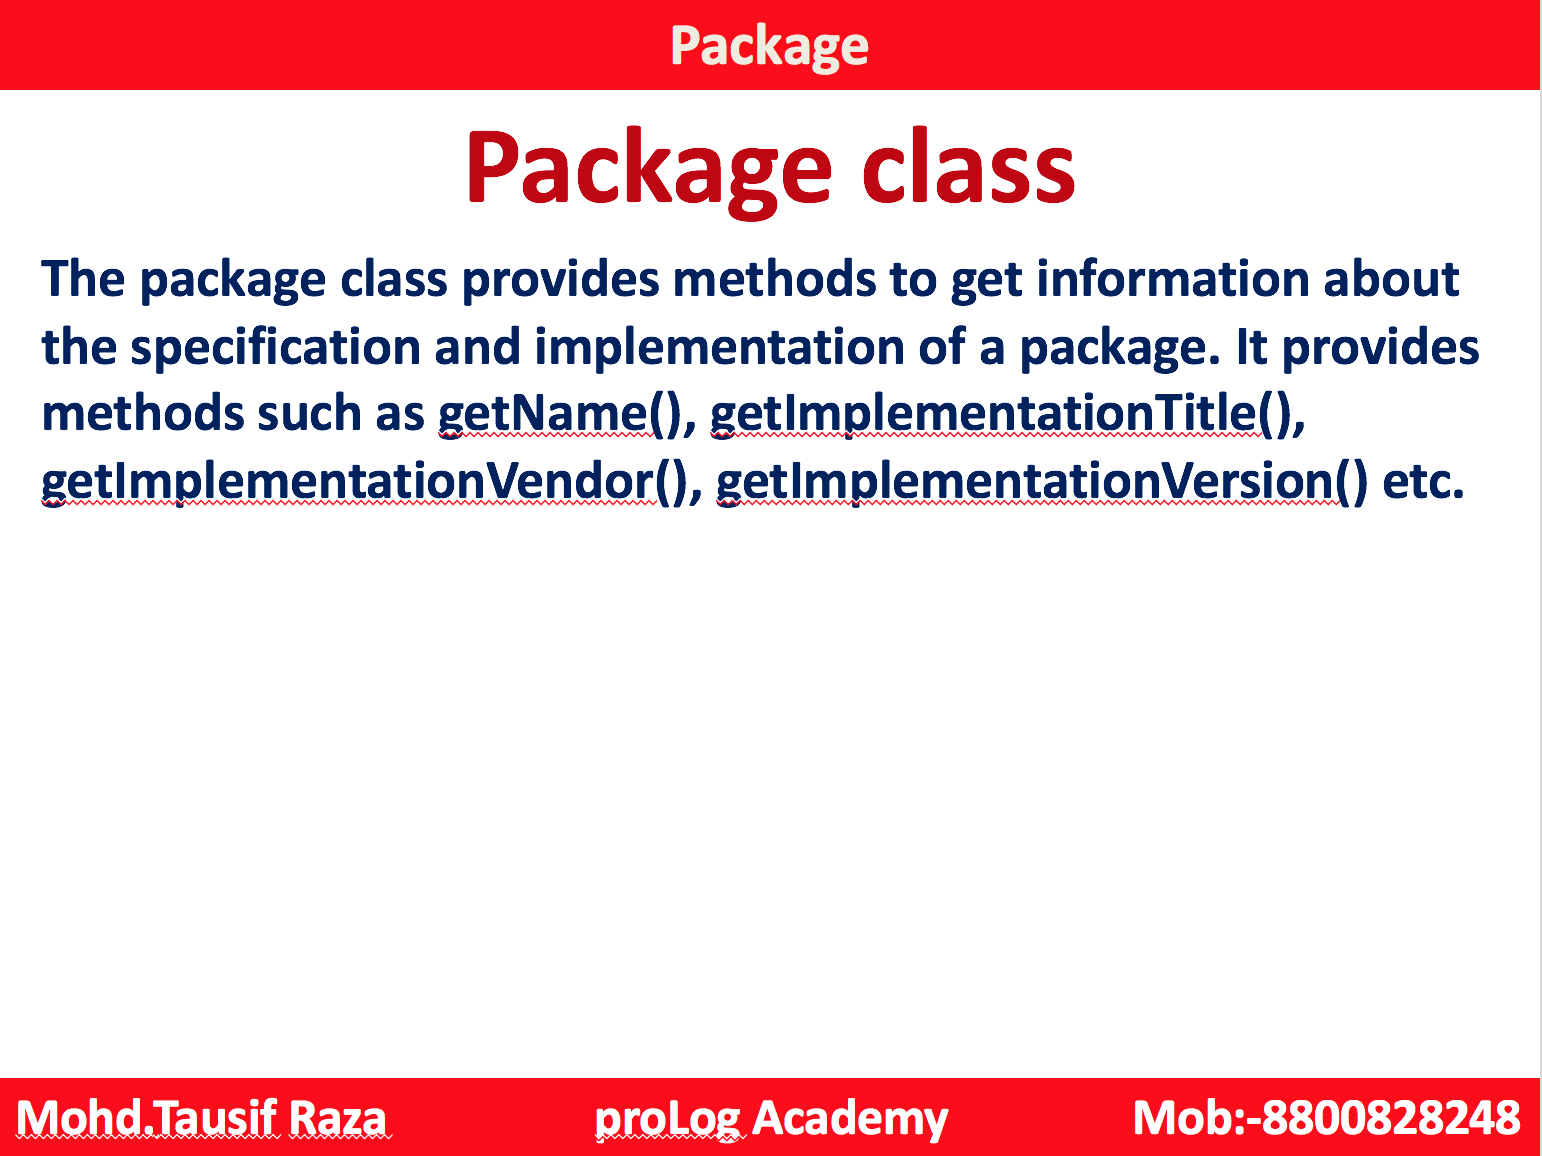 Package
Package class
The package class provides methods to get information about
the specification and implementation of a package. It provides
methods such as getName(), getImplementationTitle(),
getImplementationVendor(), getImplementationVersion() etc.
Mohd.Tausif Raza proLog Academy Mob:-8800828248